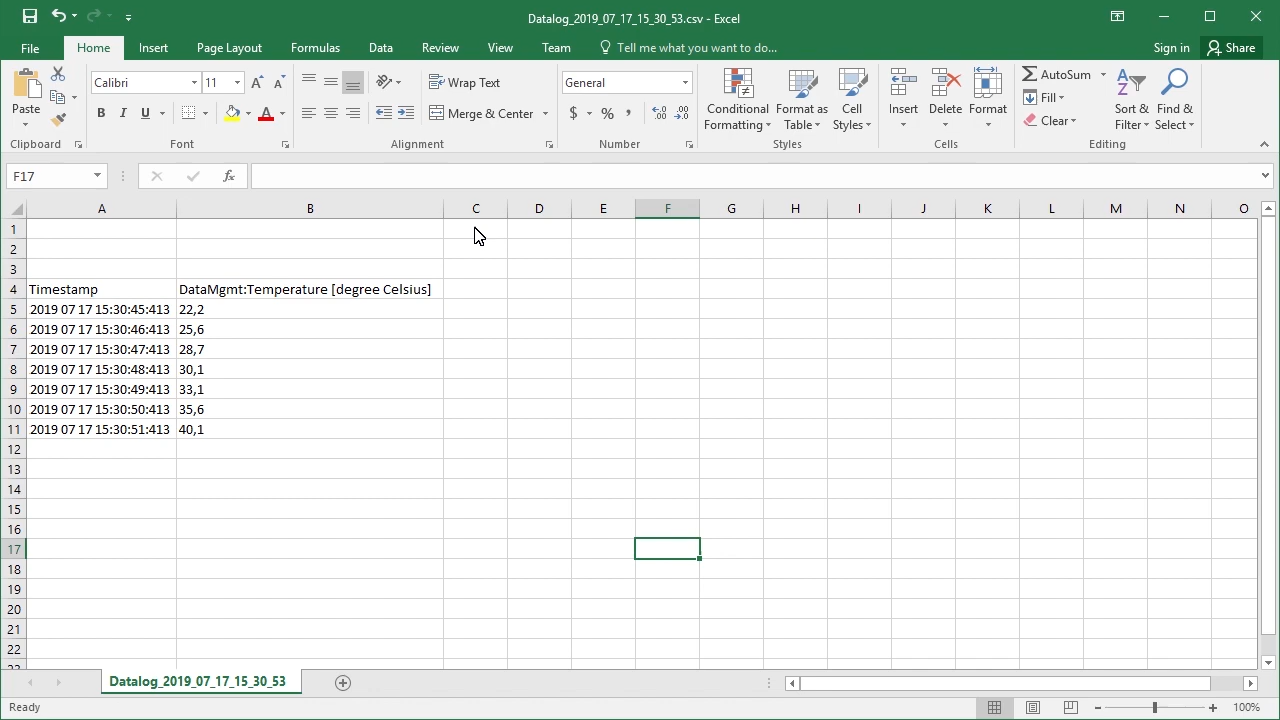 Datalog_2019_07_17_15_30_53.csv - Excel
File Home Insert Page Layout Formulas Data Review View Team Tell me what you want to do... Sign in Share
Paste
Calibri 11
B I U A
Wrap Text
Merge & Center
General
$ % ,
Conditional Formatting
Format as Table
Cell Styles
Insert Delete Format
AutoSum
Fill
Clear
Sort & Filter
Find & Select
Clipboard Font Alignment Number Styles Cells Editing
F17 fx
A B C D E F G H I J K L M N O
1
2
3
4 Timestamp DataMgmt:Temperature [degree Celsius]
5 2019 07 17 15:30:45:413 22,2
6 2019 07 17 15:30:46:413 25,6
7 2019 07 17 15:30:47:413 28,7
8 2019 07 17 15:30:48:413 30,1
9 2019 07 17 15:30:49:413 33,1
10 2019 07 17 15:30:50:413 35,6
11 2019 07 17 15:30:51:413 40,1
12
13
14
15
16
17
18
19
20
21
22
23
Datalog_2019_07_17_15_30_53
Ready 100%